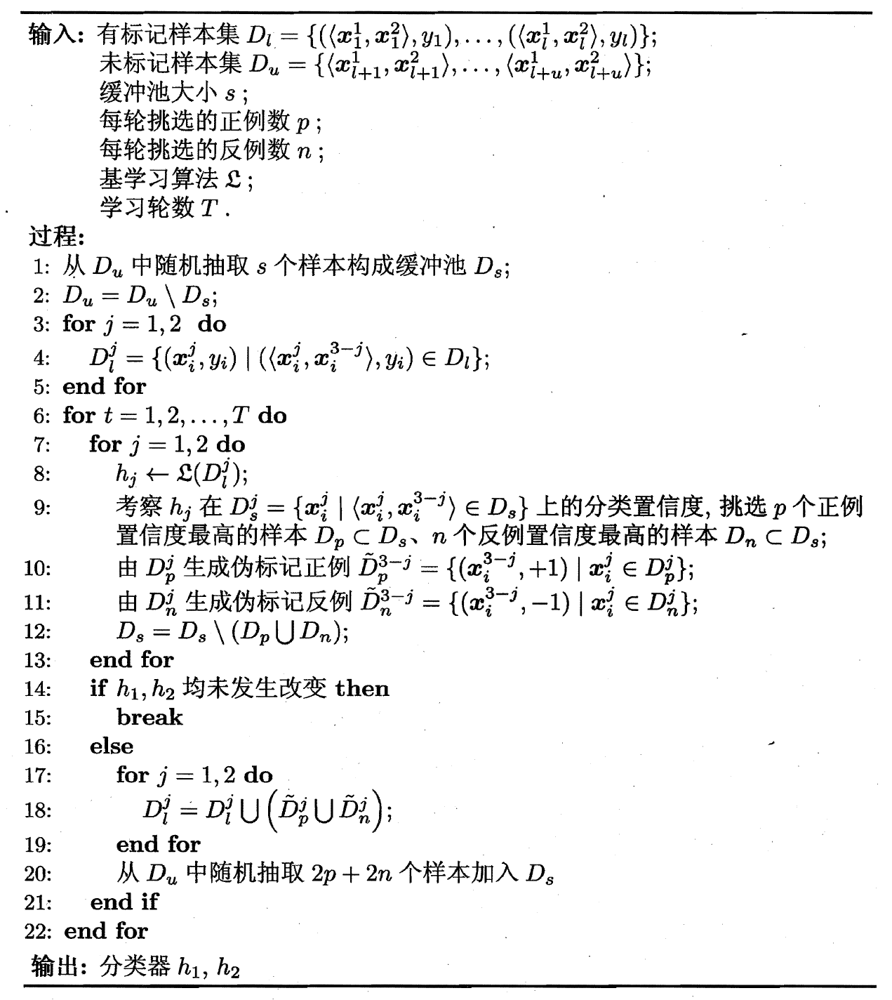 输入: 有标记样本集 $D_l = \{(\langle \boldsymbol{x}_1^1, \boldsymbol{x}_1^2 \rangle, y_1), \ldots, (\langle \boldsymbol{x}_l^1, \boldsymbol{x}_l^2 \rangle, y_l)\}$;
未标记样本集 $D_u = \{\langle \boldsymbol{x}_{l+1}^1, \boldsymbol{x}_{l+1}^2 \rangle, \ldots, \langle \boldsymbol{x}_{l+u}^1, \boldsymbol{x}_{l+u}^2 \rangle\}$;
缓冲池大小 $s$;
每轮挑选的正例数 $p$;
每轮挑选的反例数 $n$;
基学习算法 $\mathfrak{L}$;
学习轮数 $T$.
过程:
1: 从 $D_u$ 中随机抽取 $s$ 个样本构成缓冲池 $D_s$;
2: $D_u = D_u \setminus D_s$;
3: for $j = 1, 2$ do
4: $D_l^j = \{(\boldsymbol{x}_i^j, y_i) \mid (\langle \boldsymbol{x}_i^j, \boldsymbol{x}_i^{3-j} \rangle, y_i) \in D_l\}$;
5: end for
6: for $t = 1, 2, \ldots, T$ do
7: for $j = 1, 2$ do
8: $h_j \leftarrow \mathfrak{L}(D_l^j)$;
9: 考察 $h_j$ 在 $D_s^j = \{\boldsymbol{x}_i^j \mid \langle \boldsymbol{x}_i^j, \boldsymbol{x}_i^{3-j} \rangle \in D_s\}$ 上的分类置信度, 挑选 $p$ 个正例
置信度最高的样本 $D_p \subset D_s$、$n$ 个反例置信度最高的样本 $D_n \subset D_s$;
10: 由 $D_p^j$ 生成伪标记正例 $\tilde{D}_p^{3-j} = \{(\boldsymbol{x}_i^{3-j}, +1) \mid \boldsymbol{x}_i^j \in D_p^j\}$;
11: 由 $D_n^j$ 生成伪标记反例 $\tilde{D}_n^{3-j} = \{(\boldsymbol{x}_i^{3-j}, -1) \mid \boldsymbol{x}_i^j \in D_n^j\}$;
12: $D_s = D_s \setminus (D_p \bigcup D_n)$;
13: end for
14: if $h_1, h_2$ 均未发生改变 then
15: break
16: else
17: for $j = 1, 2$ do
18: $D_l^j = D_l^j \bigcup \left(\tilde{D}_p^j \bigcup \tilde{D}_n^j\right)$;
19: end for
20: 从 $D_u$ 中随机抽取 $2p + 2n$ 个样本加入 $D_s$
21: end if
22: end for
输出: 分类器 $h_1$, $h_2$